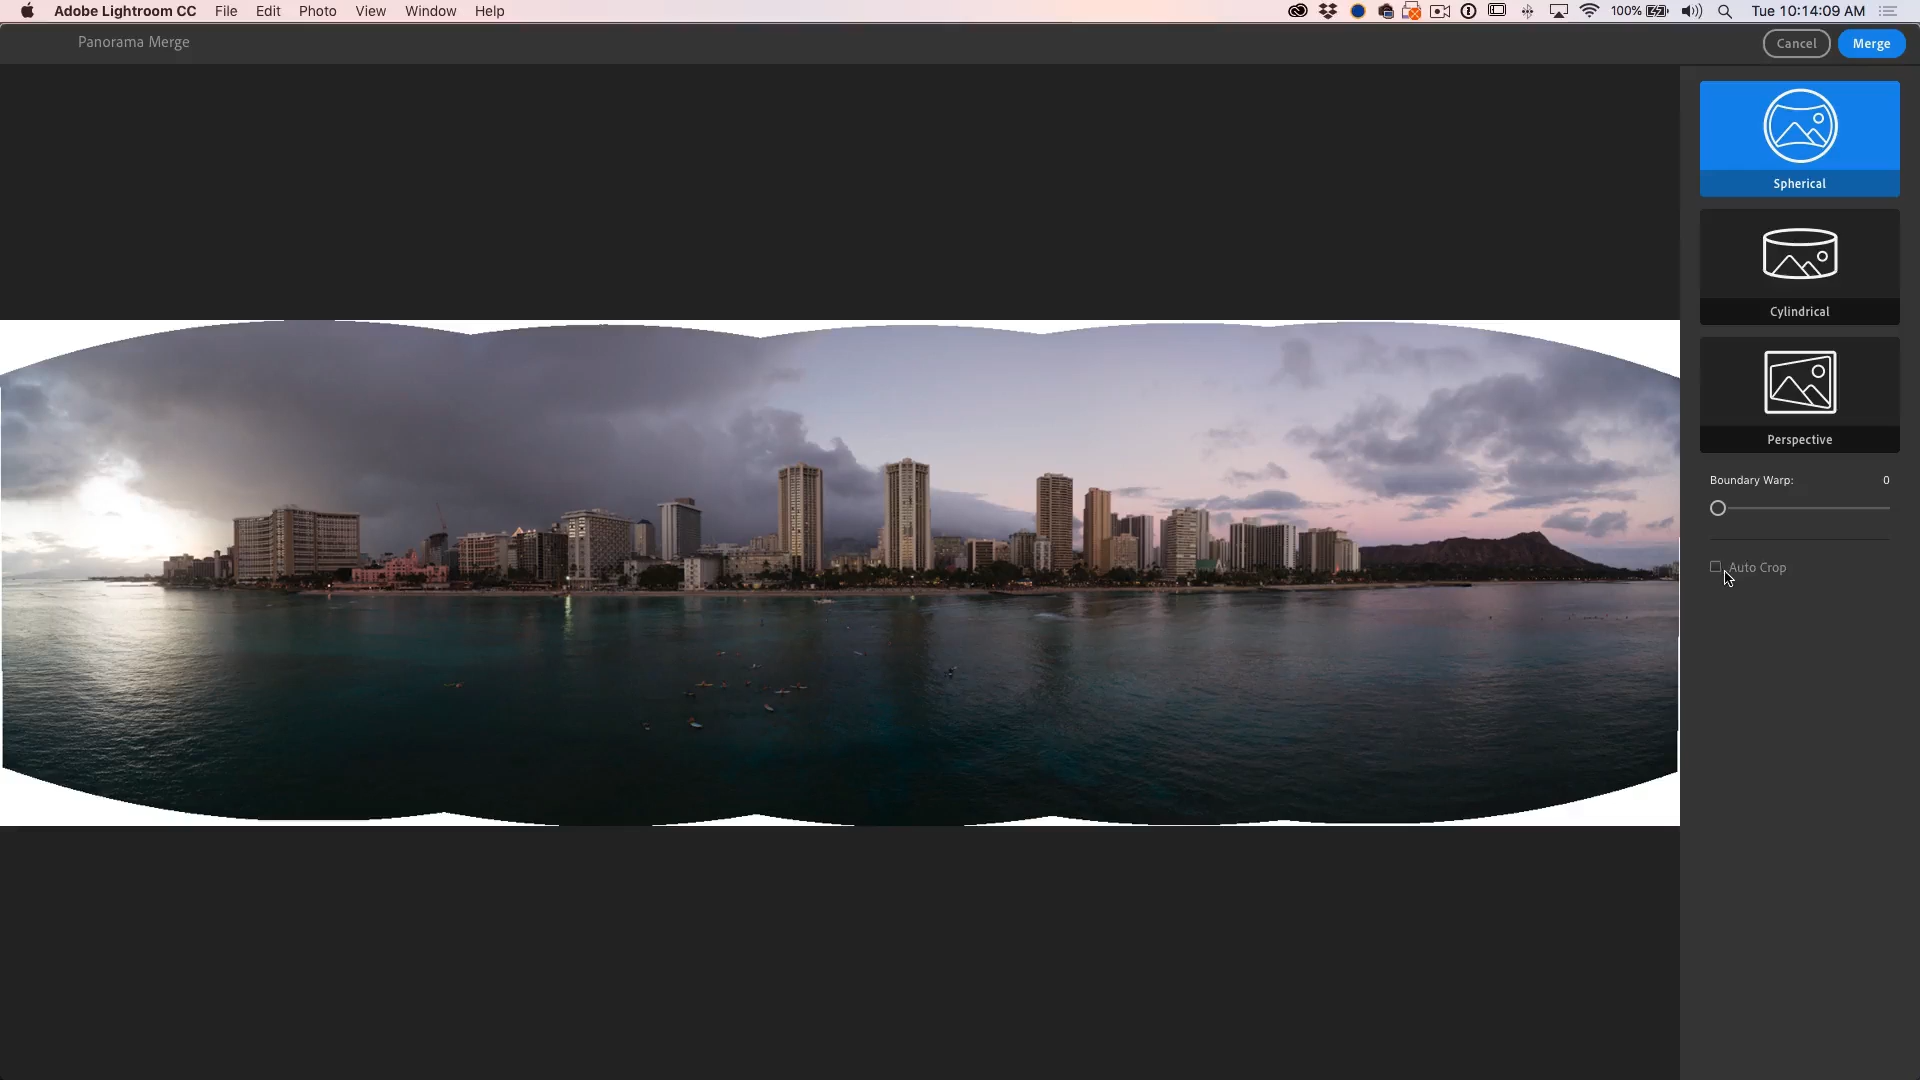 Adobe Lightroom CC File Edit Photo View Window Help 100% Tue 10:14:09 AM
Panorama Merge Cancel Merge
Spherical
Cylindrical
Perspective
Boundary Warp: 0
Auto Crop